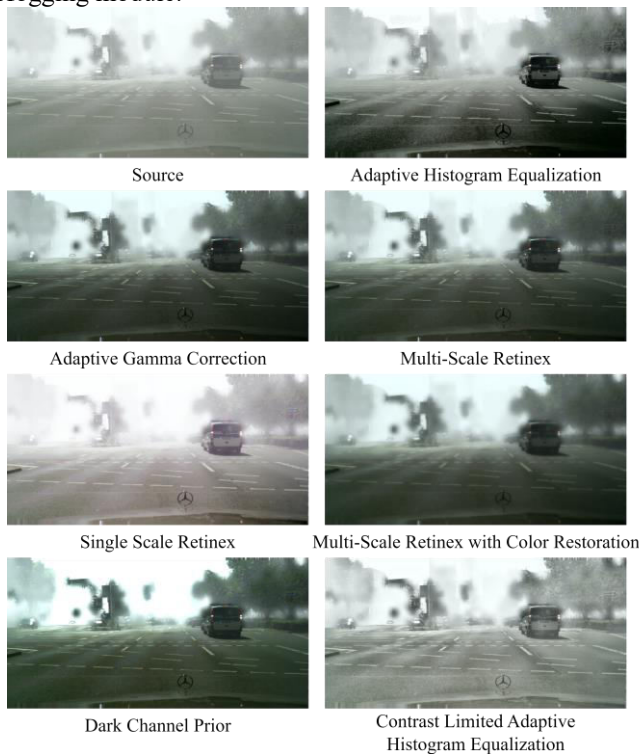 Source
Adaptive Histogram Equalization
Adaptive Gamma Correction
Multi-Scale Retinex
Single Scale Retinex
Multi-Scale Retinex with Color Restoration
Dark Channel Prior
Contrast Limited Adaptive
Histogram Equalization